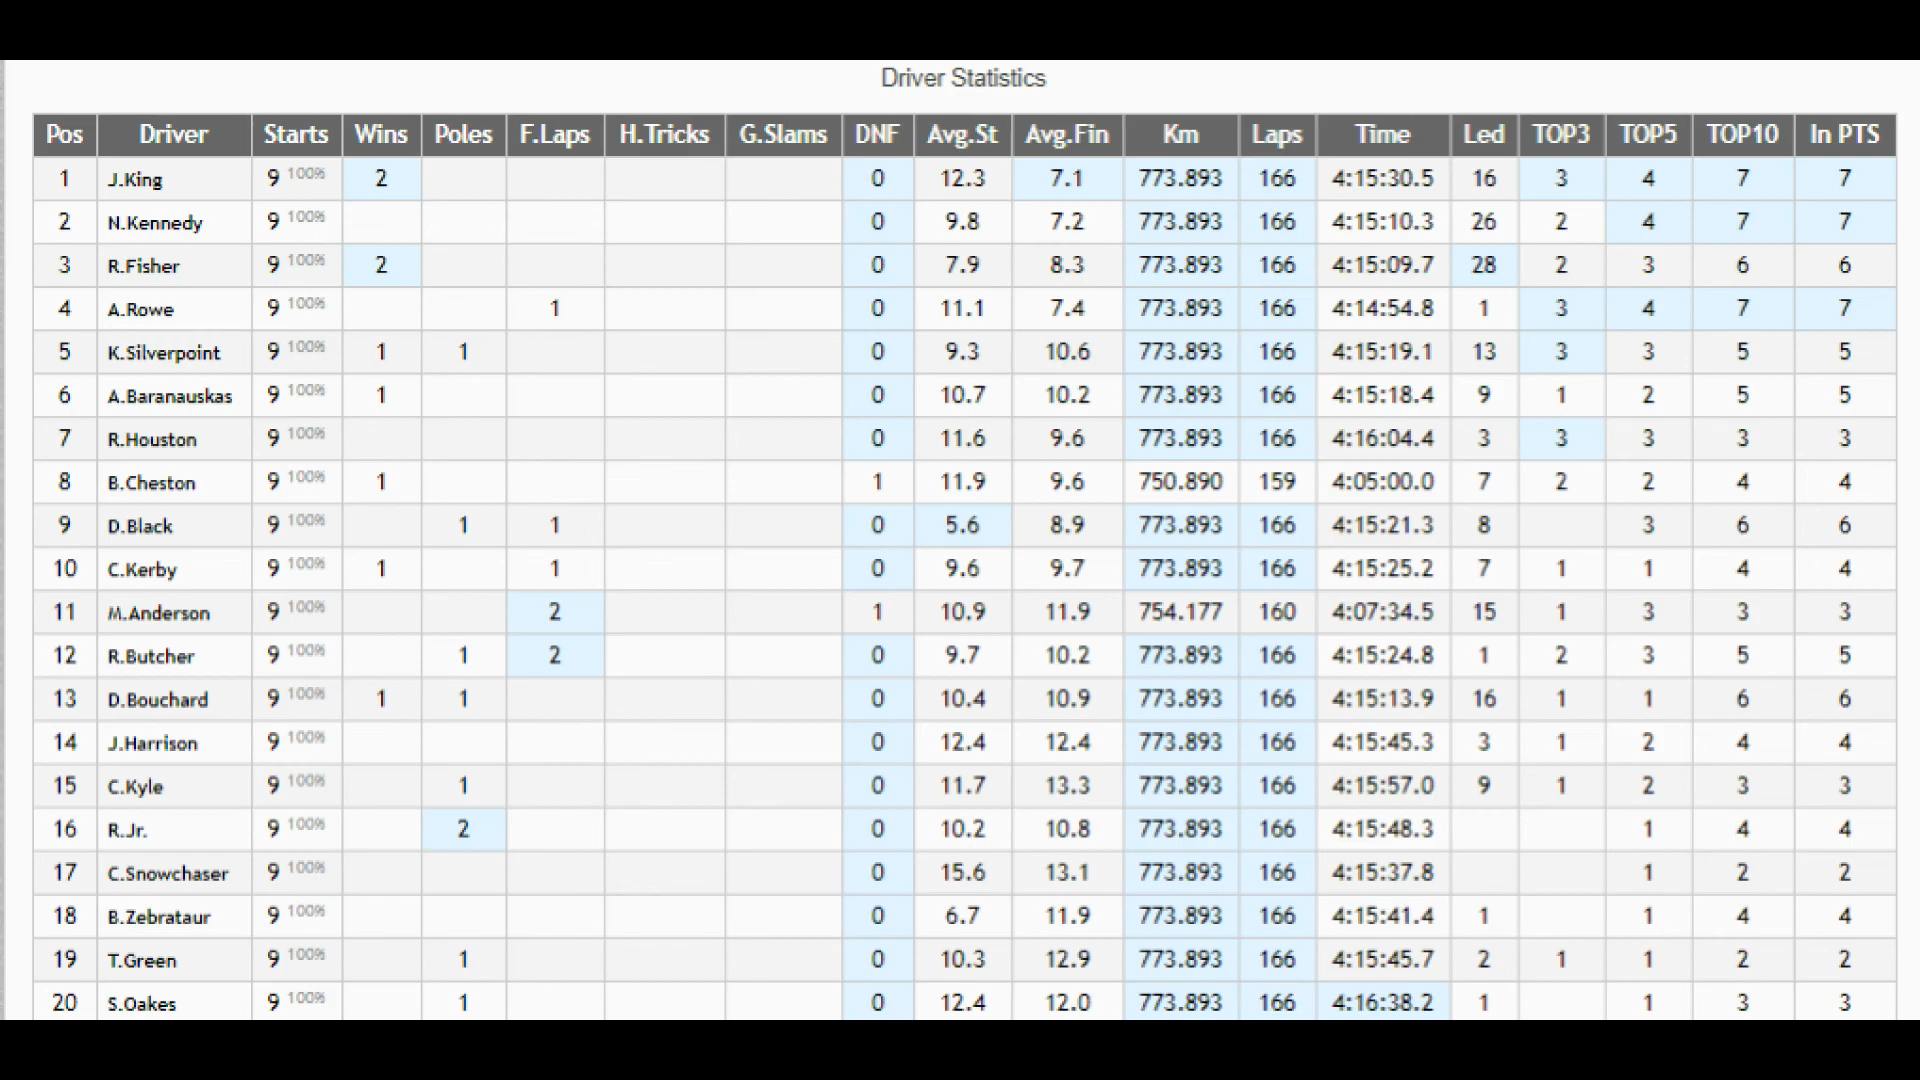 Driver Statistics
Pos Driver Starts Wins Poles F.Laps H.Tricks G.Slams DNF Avg.St Avg.Fin Km Laps Time Led TOP3 TOP5 TOP10 In PTS
1 J.King 9 100% 2 0 12.3 7.1 773.893 166 4:15:30.5 16 3 4 7 7
2 N.Kennedy 9 100% 0 9.8 7.2 773.893 166 4:15:10.3 26 2 4 7 7
3 R.Fisher 9 100% 2 0 7.9 8.3 773.893 166 4:15:09.7 28 2 3 6 6
4 A.Rowe 9 100% 1 0 11.1 7.4 773.893 166 4:14:54.8 1 3 4 7 7
5 K.Silverpoint 9 100% 1 1 0 9.3 10.6 773.893 166 4:15:19.1 13 3 3 5 5
6 A.Baranauskas 9 100% 1 0 10.7 10.2 773.893 166 4:15:18.4 9 1 2 5 5
7 R.Houston 9 100% 0 11.6 9.6 773.893 166 4:16:04.4 3 3 3 3 3
8 B.Cheston 9 100% 1 1 11.9 9.6 750.890 159 4:05:00.0 7 2 2 4 4
9 D.Black 9 100% 1 1 0 5.6 8.9 773.893 166 4:15:21.3 8 3 6 6
10 C.Kerby 9 100% 1 1 0 9.6 9.7 773.893 166 4:15:25.2 7 1 1 4 4
11 M.Anderson 9 100% 2 1 10.9 11.9 754.177 160 4:07:34.5 15 1 3 3 3
12 R.Butcher 9 100% 1 2 0 9.7 10.2 773.893 166 4:15:24.8 1 2 3 5 5
13 D.Bouchard 9 100% 1 1 0 10.4 10.9 773.893 166 4:15:13.9 16 1 1 6 6
14 J.Harrison 9 100% 0 12.4 12.4 773.893 166 4:15:45.3 3 1 2 4 4
15 C.Kyle 9 100% 1 0 11.7 13.3 773.893 166 4:15:57.0 9 1 2 3 3
16 R.Jr. 9 100% 2 0 10.2 10.8 773.893 166 4:15:48.3 1 4 4
17 C.Snowchaser 9 100% 0 15.6 13.1 773.893 166 4:15:37.8 1 2 2
18 B.Zebrataur 9 100% 0 6.7 11.9 773.893 166 4:15:41.4 1 1 4 4
19 T.Green 9 100% 1 0 10.3 12.9 773.893 166 4:15:45.7 2 1 1 2 2
20 S.Oakes 9 100% 1 0 12.4 12.0 773.893 166 4:16:38.2 1 1 3 3